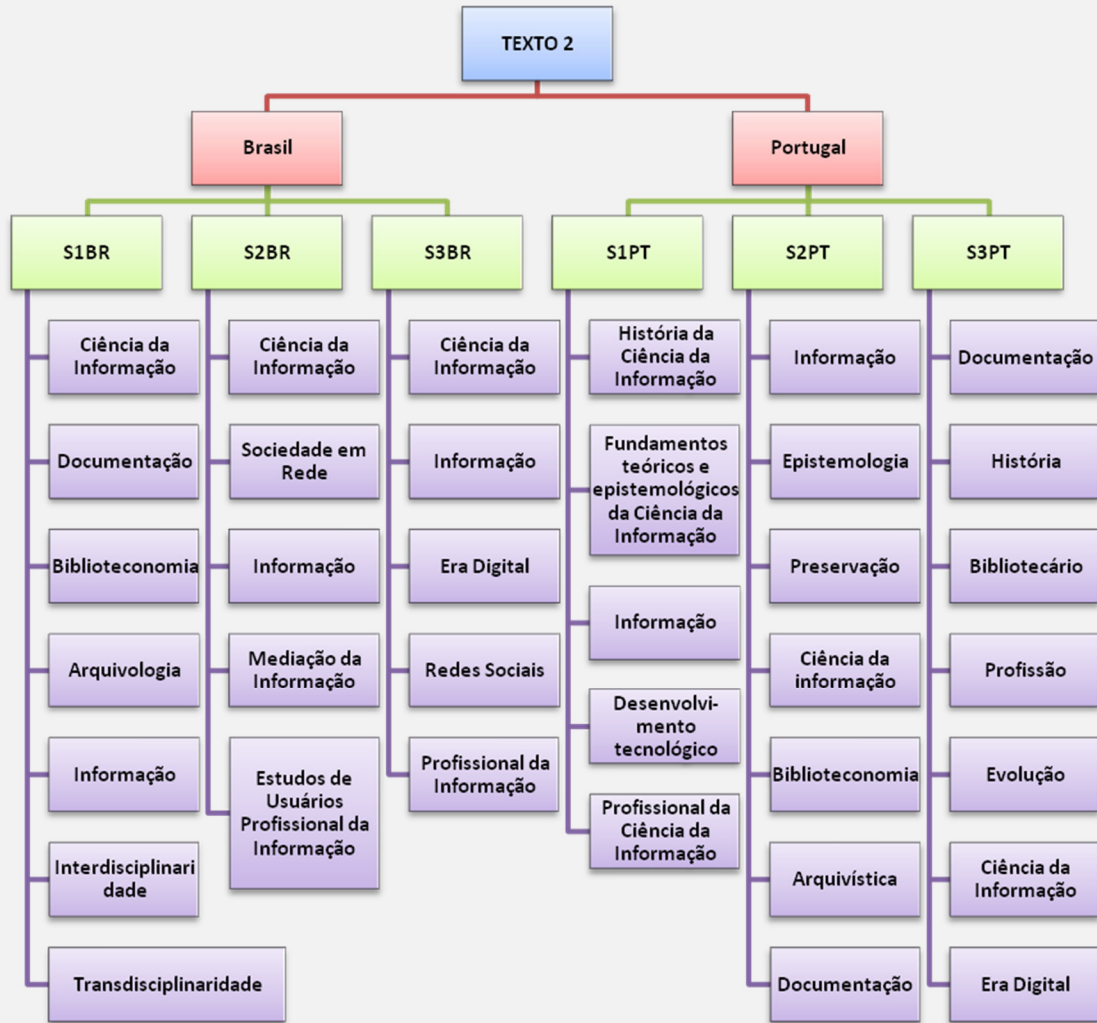 TEXTO 2
Brasil
Portugal
S1BR
S2BR
S3BR
S1PT
S2PT
S3PT
Ciência da
Informação
Documentação
Biblioteconomia
Arquivologia
Informação
Interdisciplinari
dade
Transdisciplinaridade
Ciência da
Informação
Sociedade em
Rede
Informação
Mediação da
Informação
Estudos de
Usuários
Profissional da
Informação
Ciência da
Informação
Informação
Era Digital
Redes Sociais
Profissional da
Informação
História da
Ciência da
Informação
Fundamentos
teóricos e
epistemológicos
da Ciência da
Informação
Informação
Desenvolvi-
mento
tecnológico
Profissional da
Ciência da
Informação
Informação
Epistemologia
Preservação
Ciência da
informação
Biblioteconomia
Arquivística
Documentação
Documentação
História
Bibliotecário
Profissão
Evolução
Ciência da
Informação
Era Digital